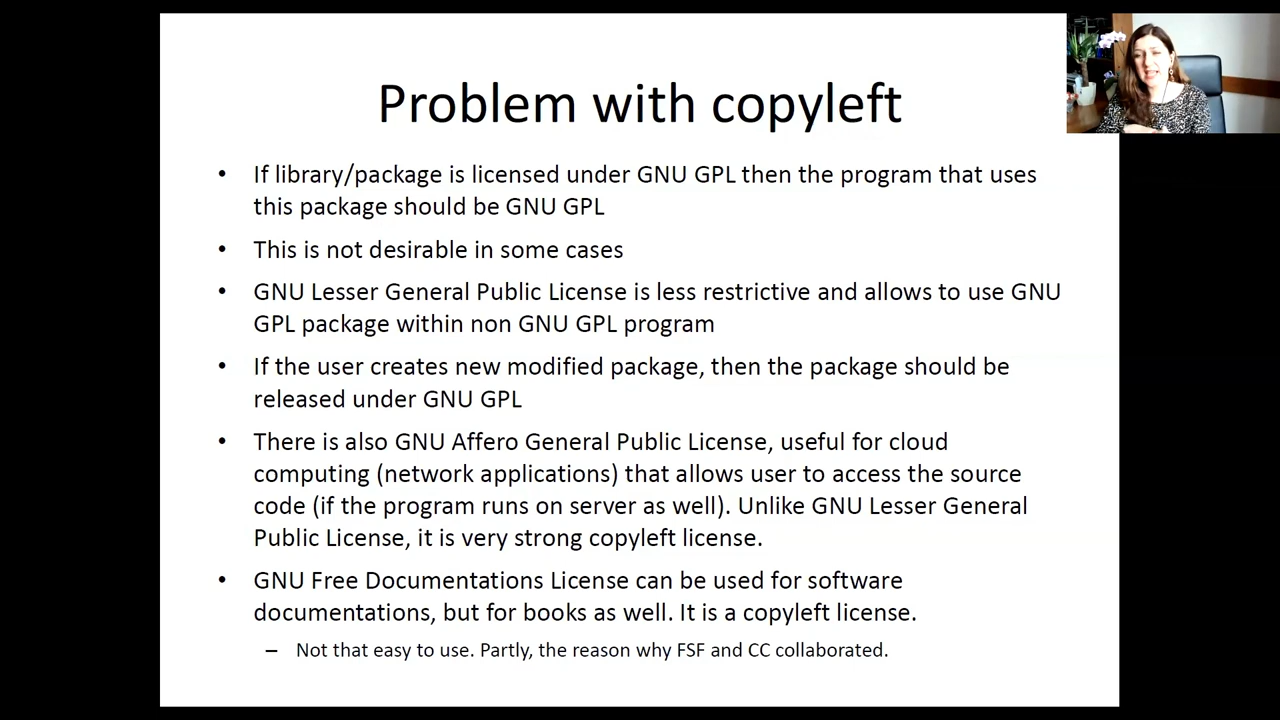 Problem with copyleft
• If library/package is licensed under GNU GPL then the program that uses
this package should be GNU GPL
• This is not desirable in some cases
• GNU Lesser General Public License is less restrictive and allows to use GNU
GPL package within non GNU GPL program
• If the user creates new modified package, then the package should be
released under GNU GPL
• There is also GNU Affero General Public License, useful for cloud
computing (network applications) that allows user to access the source
code (if the program runs on server as well). Unlike GNU Lesser General
Public License, it is very strong copyleft license.
• GNU Free Documentations License can be used for software
documentations, but for books as well. It is a copyleft license.
– Not that easy to use. Partly, the reason why FSF and CC collaborated.